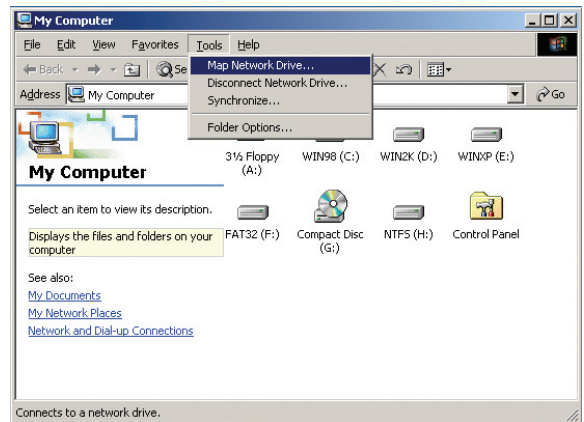 My Computer
File Edit View Favorites Tools Help
Back Se
Map Network Drive...
Disconnect Network Drive...
Synchronize...
Folder Options...
Address My Computer Go
3½ Floppy (A:)
WIN98 (C:)
WIN2K (D:)
WINXP (E:)
My Computer
Select an item to view its description.
Displays the files and folders on your
computer
FAT32 (F:)
Compact Disc
(G:)
NTFS (H:)
Control Panel
See also:
My Documents
My Network Places
Network and Dial-up Connections
Connects to a network drive.